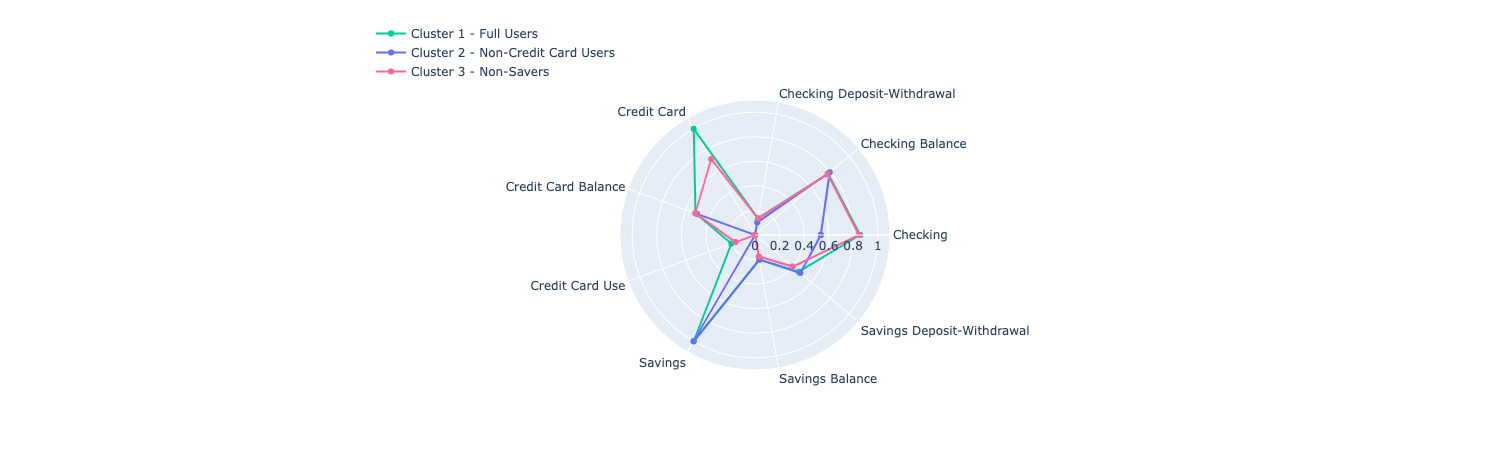 Cluster 1 - Full Users
Cluster 2 - Non-Credit Card Users
Cluster 3 - Non-Savers
Checking Deposit-Withdrawal
Credit Card
Checking Balance
Credit Card Balance
Checking
0 0.2 0.4 0.6 0.8 1
Credit Card Use
Savings Deposit-Withdrawal
Savings
Savings Balance